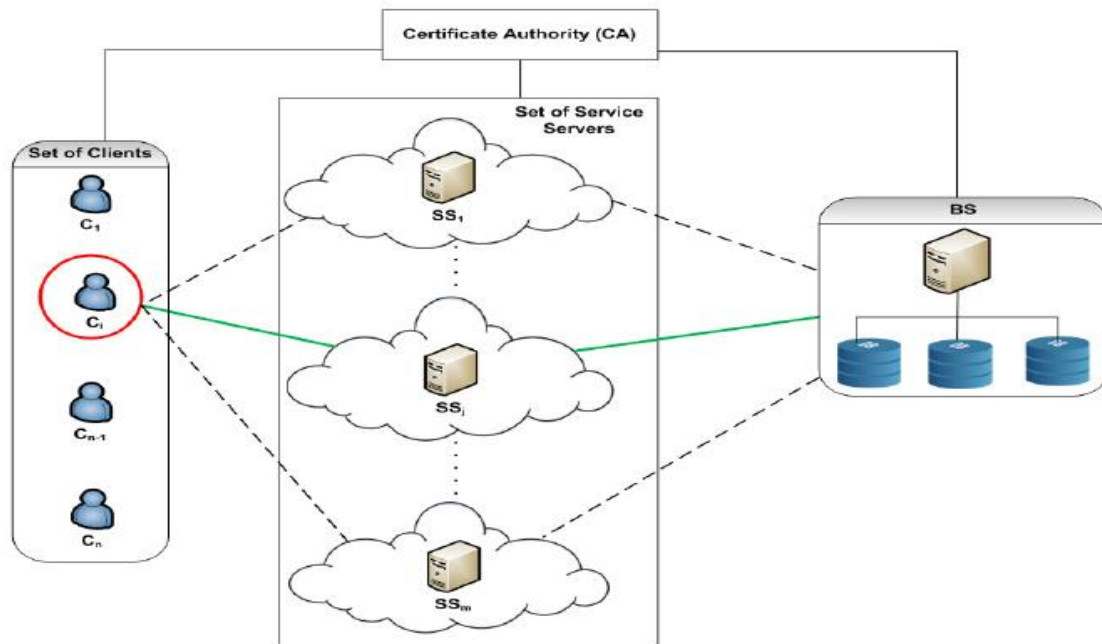 Certificate Authority (CA)
Set of Service
Servers
Set of Clients
C₁
Cᵢ
Cₙ₋₁
Cₙ
SS₁
SSⱼ
SSₘ
BS